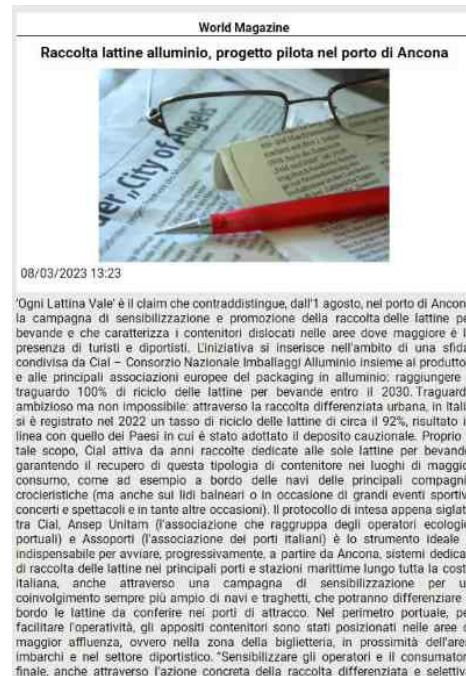 World Magazine
Raccolta lattine alluminio, progetto pilota nel porto di Ancona
City of Angels
08/03/2023 13:23
'Ogni Lattina Vale' è il claim che contraddistingue, dall'1 agosto, nel porto di Ancon
la campagna di sensibilizzazione e promozione della raccolta delle lattine pe
bevande e che caratterizza i contenitori dislocati nelle aree dove maggiore è l
presenza di turisti e diportisti. L'iniziativa si inserisce nell'ambito di una sfida
condivisa da Cial – Consorzio Nazionale Imballaggi Alluminio insieme ai produtto
e alle principali associazioni europee del packaging in alluminio: raggiungere
traguardo 100% di riciclo delle lattine per bevande entro il 2030. Traguard
ambizioso ma non impossibile: attraverso la raccolta differenziata urbana, in Itali
si è registrato nel 2022 un tasso di riciclo delle lattine di circa il 92%, risultato i
linea con quello dei Paesi in cui è stato adottato il deposito cauzionale. Proprio
tale scopo, Cial attiva da anni raccolte dedicate alle sole lattine per bevande
garantendo il recupero di questa tipologia di contenitore nei luoghi di maggio
consumo, come ad esempio a bordo delle navi delle principali compagni
crocieristiche (ma anche sui lidi balneari o in occasione di grandi eventi sportiv
concerti e spettacoli e in tante altre occasioni). Il protocollo di intesa appena siglat
tra Cial, Ansep Unitam (l'associazione che raggruppa degli operatori ecologi
portuali) e Assoporti (l'associazione dei porti italiani) è lo strumento ideale
indispensabile per avviare, progressivamente, a partire da Ancona, sistemi dedica
di raccolta delle lattine nei principali porti e stazioni marittime lungo tutta la cost
italiana, anche attraverso una campagna di sensibilizzazione per u
coinvolgimento sempre più ampio di navi e traghetti, che potranno differenziare
bordo le lattine da conferire nei porti di attracco. Nel perimetro portuale, pe
facilitare l'operatività, gli appositi contenitori sono stati posizionati nelle aree
maggior affluenza, ovvero nella zona della biglietteria, in prossimità dell'are
imbarchi e nel settore diportistico. "Sensibilizzare gli operatori e il consumator
finale, anche attraverso l'azione concreta della raccolta differenziata e selettiv